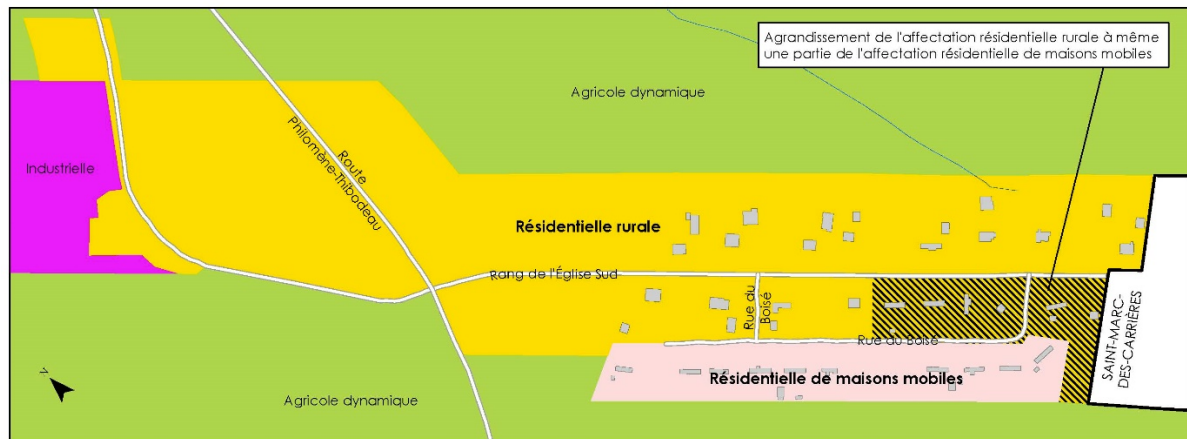 Agrandissement de l'affectation résidentielle rurale à même
une partie de l'affectation résidentielle de maisons mobiles
Agricole dynamique
Industrielle
Route
Philomène-Thibodeau
Résidentielle rurale
Rang de l'Église Sud
Rue du
Boisé
Rue du Boisé
SAINT-MARC-
DES-CARRIÈRES
Résidentielle de maisons mobiles
Agricole dynamique
N